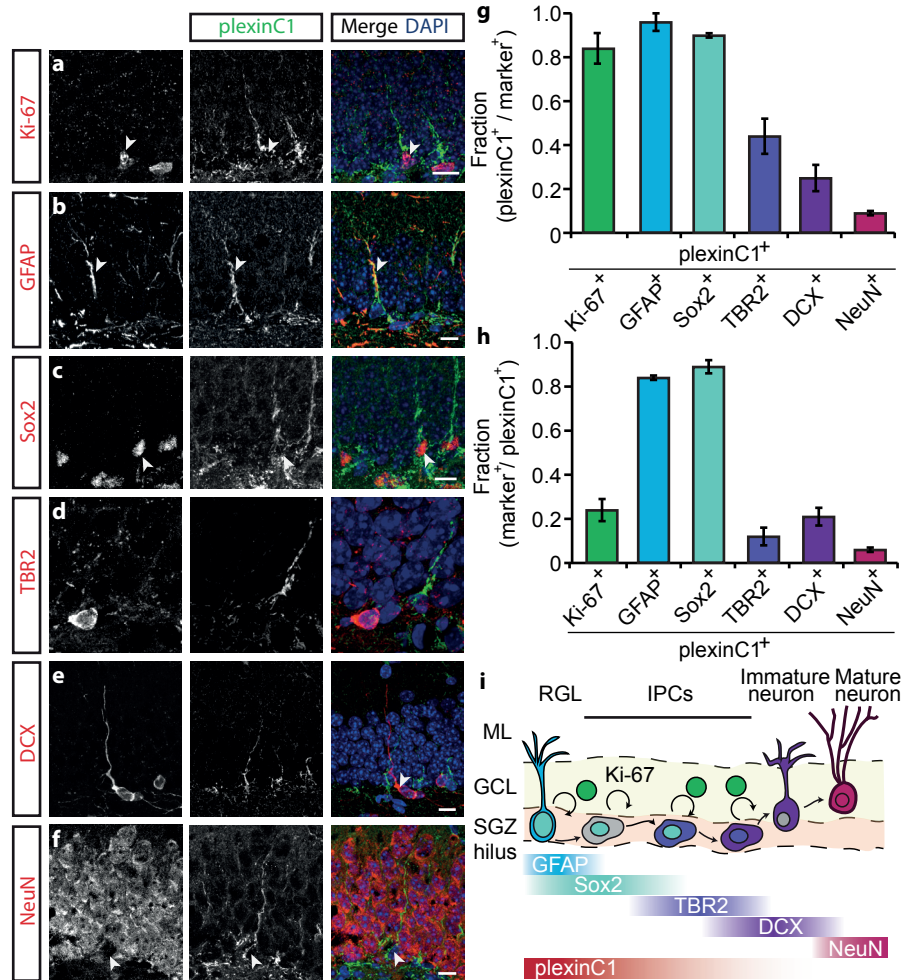 plexinC1
Merge DAPI
a
Ki-67
b
GFAP
c
Sox2
d
TBR2
e
DCX
f
NeuN
g
Fraction
(plexinC1+ / marker+)
1.0
0.8
0.6
0.4
0.2
0
plexinC1+
Ki-67+
GFAP+
Sox2+
TBR2+
DCX+
NeuN+
h
Fraction
(marker+/ plexinC1+)
1.0
0.8
0.6
0.4
0.2
0
Ki-67+
GFAP+
Sox2+
TBR2+
DCX+
NeuN+
plexinC1+
i
RGL
IPCs
Immature
neuron
Mature
neuron
ML
GCL
SGZ
hilus
Ki-67
GFAP
Sox2
TBR2
DCX
NeuN
plexinC1